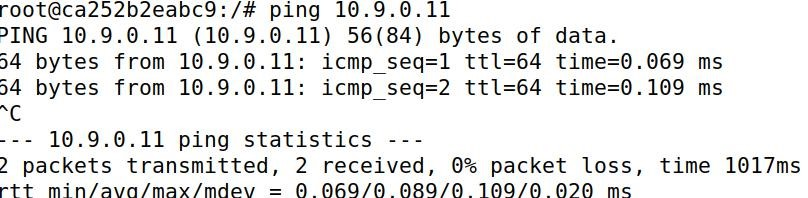 root@ca252b2eabc9:/# ping 10.9.0.11
PING 10.9.0.11 (10.9.0.11) 56(84) bytes of data.
64 bytes from 10.9.0.11: icmp_seq=1 ttl=64 time=0.069 ms
64 bytes from 10.9.0.11: icmp_seq=2 ttl=64 time=0.109 ms
^C
--- 10.9.0.11 ping statistics ---
2 packets transmitted, 2 received, 0% packet loss, time 1017ms
rtt min/avg/max/mdev = 0.069/0.089/0.109/0.020 ms